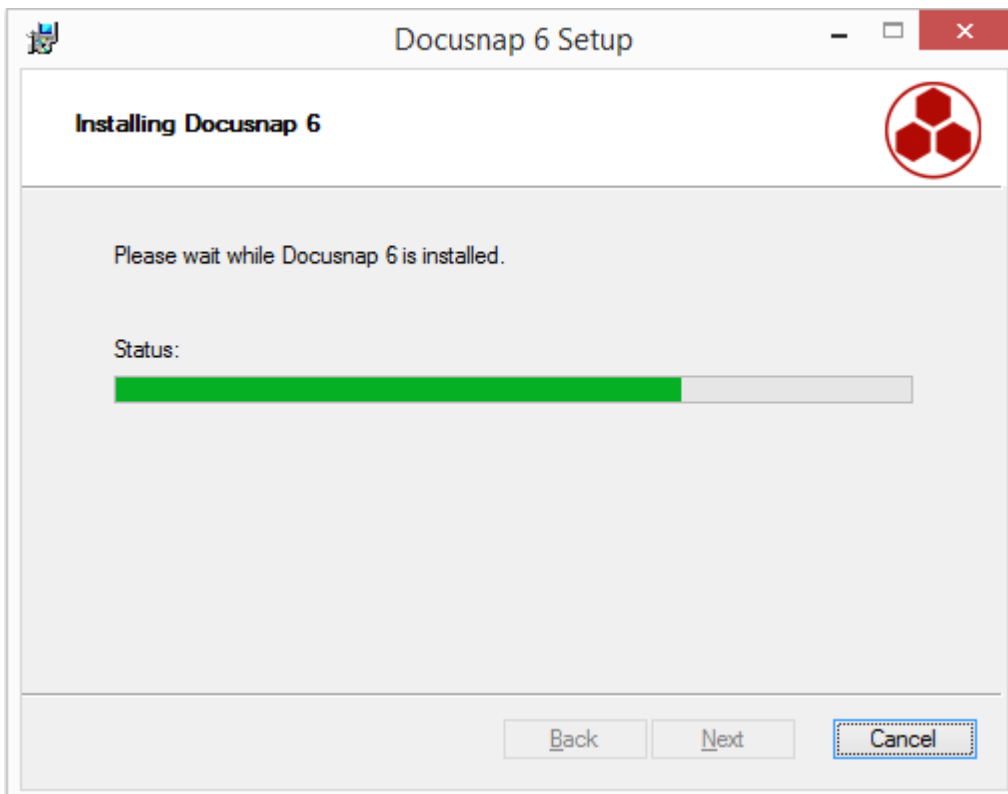 Docusnap 6 Setup
Installing Docusnap 6
Please wait while Docusnap 6 is installed.
Status:
Back Next Cancel